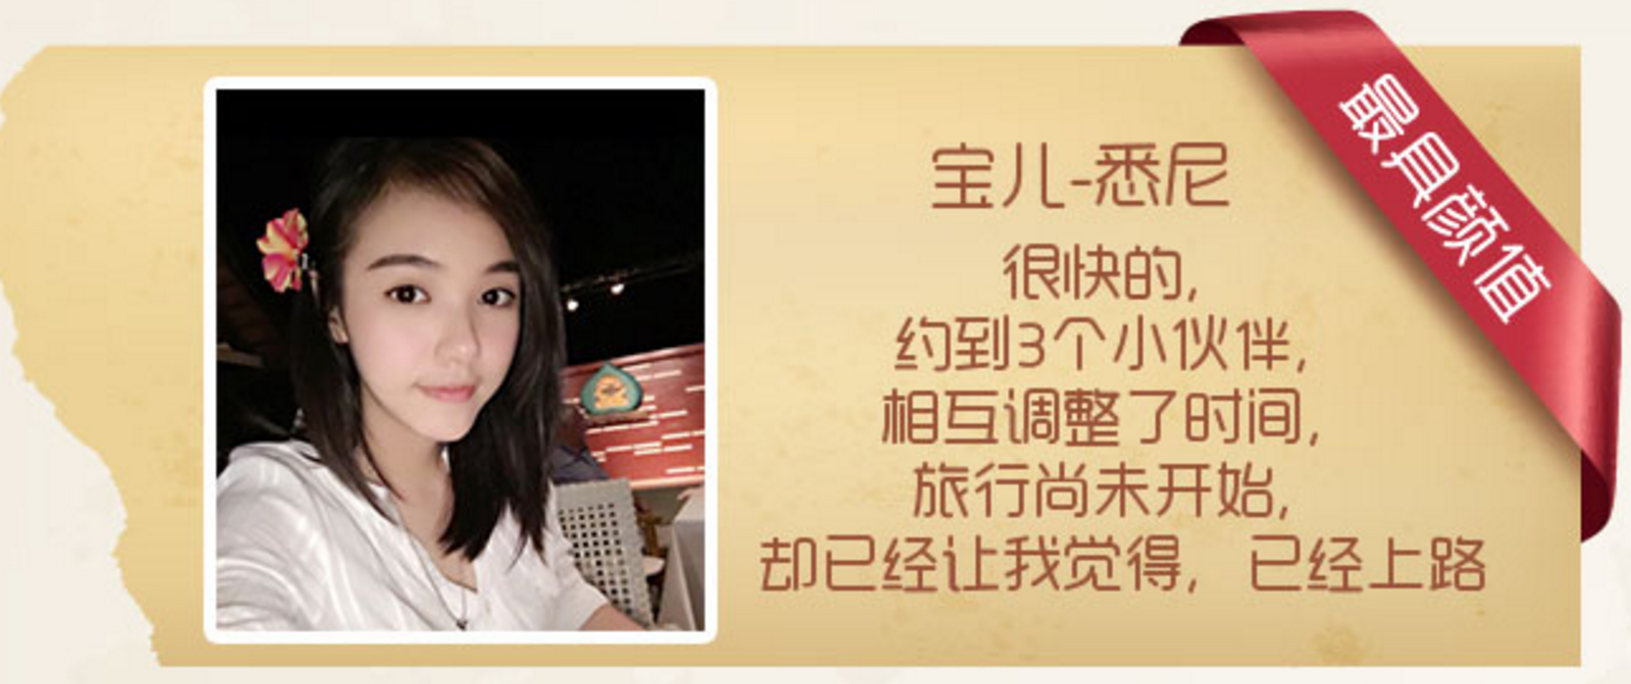 最具颜值
宝儿-悉尼
很快的,
约到3个小伙伴,
相互调整了时间,
旅行尚未开始,
却已经让我觉得, 已经上路